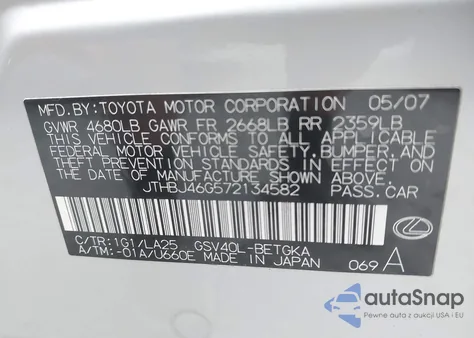 MFD.BY:TOYOTA MOTOR CORPORATION 05/07
GVWR 4680LB GAWR FR 2668LB RR 2359LB
THIS VEHICLE CONFORMS TO ALL APPLICABLE
FEDERAL MOTOR VEHICLE SAFETY, BUMPER,
AND THEFT PREVENTION STANDARDS IN EFFECT ON
THE DATE OF MANUFACTURE SHOWN ABOVE.
JTHBJ46G572134582 PASS.CAR
C/TR:1G1/LA25 GSV40L-BETGKA
A/TM:-01A/U660E MADE IN JAPAN
069 A
autoSnap
Pewne auto z aukcji USA i EU